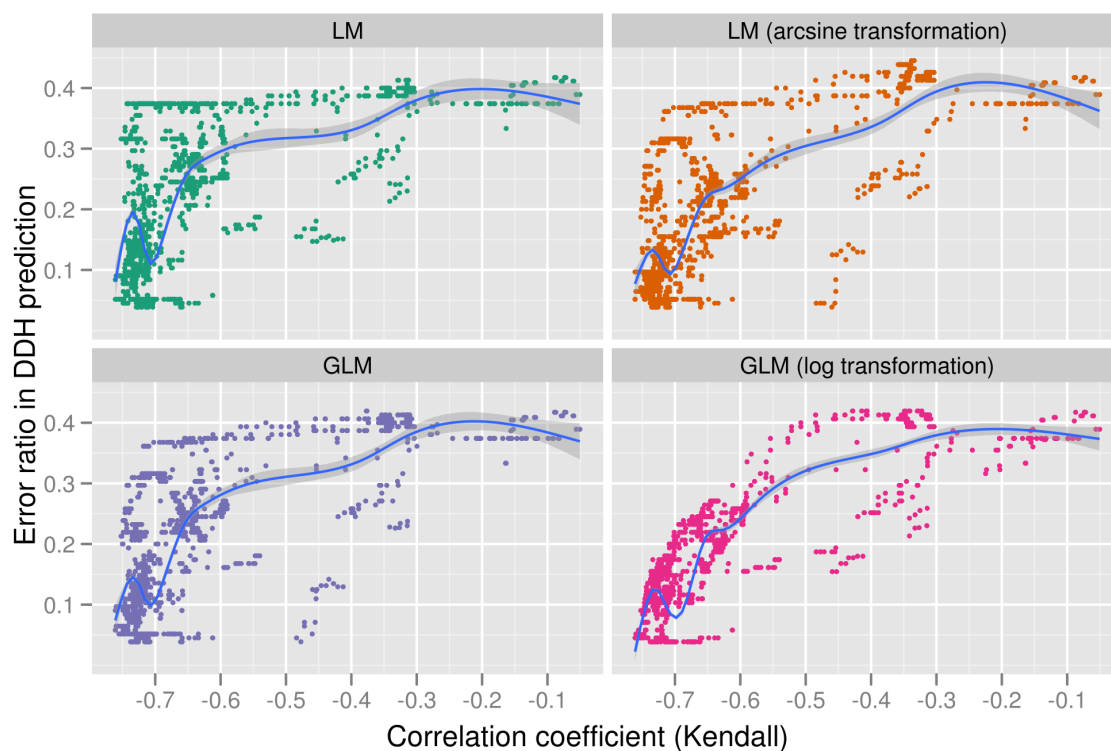 LM
LM (arcsine transformation)
0.4
0.3
0.2
0.1
GLM
GLM (log transformation)
0.4
0.3
0.2
0.1
Error ratio in DDH prediction
-0.7 -0.6 -0.5 -0.4 -0.3 -0.2 -0.1
-0.7 -0.6 -0.5 -0.4 -0.3 -0.2 -0.1
Correlation coefficient (Kendall)